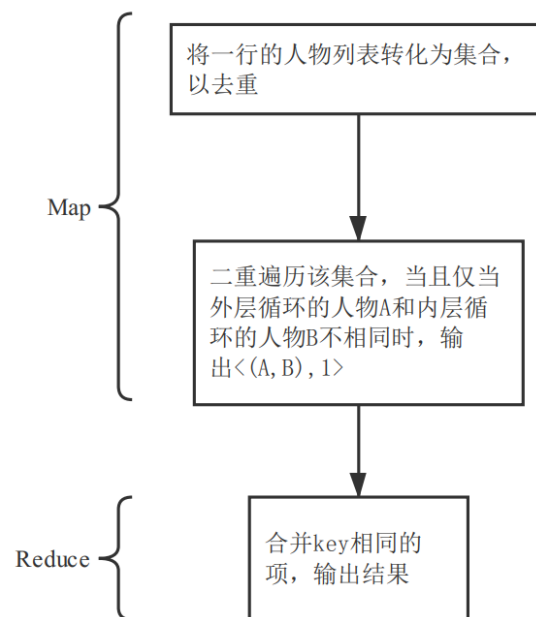 将一行的人物列表转化为集合，
以去重
Map
二重遍历该集合，当且仅当
外层循环的人物A和内层循
环的人物B不相同时，输
出<(A,B),1>
Reduce
合并key相同的
项，输出结果